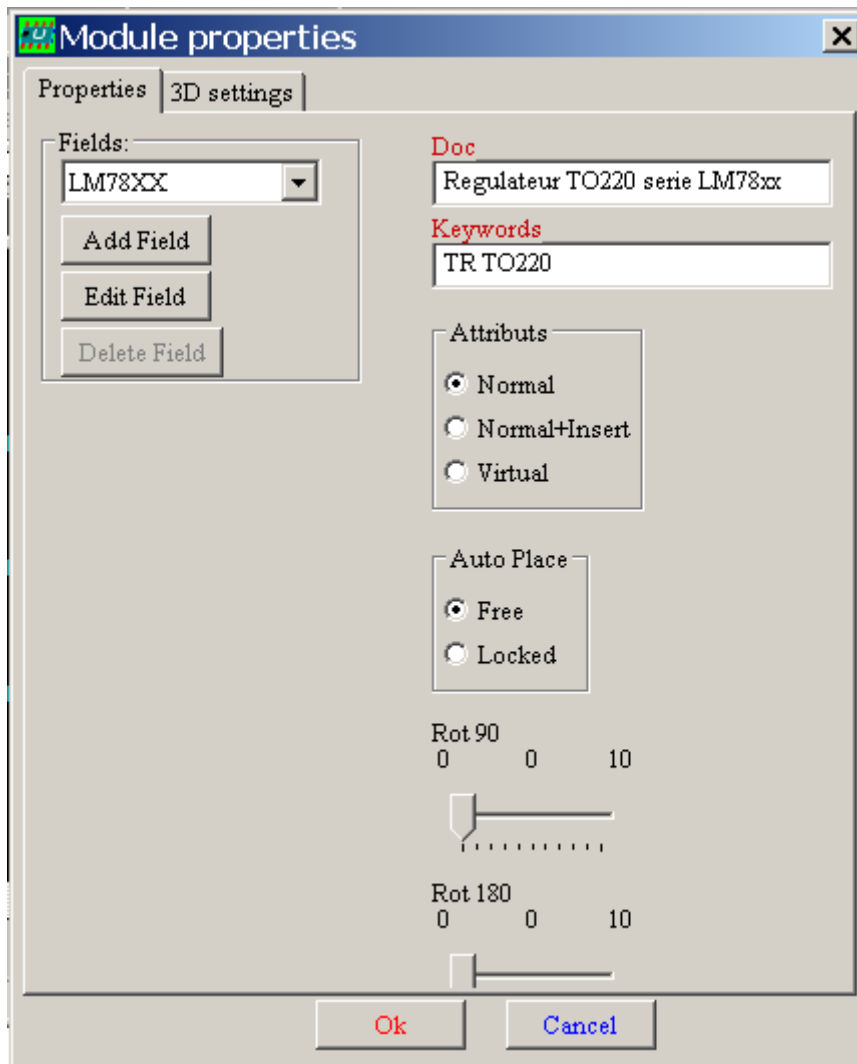 Module properties
Properties
3D settings
Fields:
LM78XX
Add Field
Edit Field
Delete Field
Doc
Regulateur TO220 serie LM78xx
Keywords
TR TO220
Attributs
Normal
Normal+Insert
Virtual
Auto Place
Free
Locked
Rot 90
0 0 10
Rot 180
0 0 10
Ok
Cancel